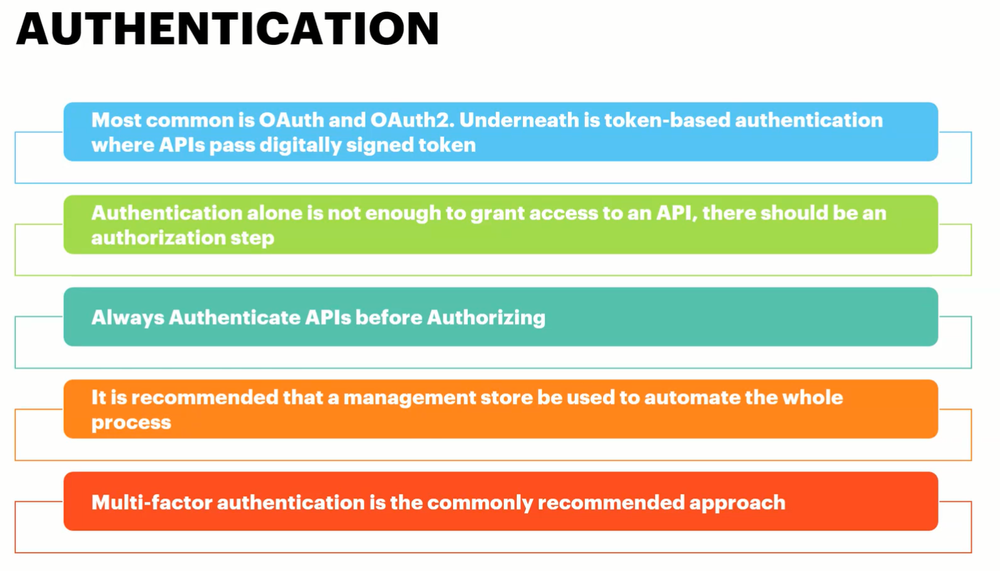 AUTHENTICATION
Most common is OAuth and OAuth2. Underneath is token-based authentication
where APIs pass digitally signed token
Authentication alone is not enough to grant access to an API, there should be an
authorization step
Always Authenticate APIs before Authorizing
It is recommended that a management store be used to automate the whole
process
Multi-factor authentication is the commonly recommended approach